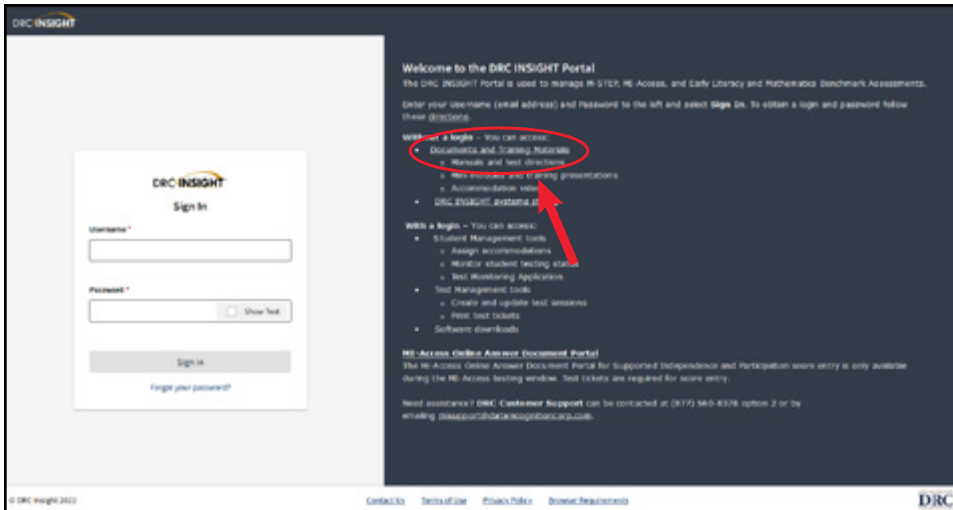 DRC INSIGHT
Welcome to the DRC INSIGHT Portal
The DRC INSIGHT Portal is used to manage M-STEP, MI-Access, and Early Literacy and Mathematics Benchmark Assessments.
Enter your Username (email address) and Password to the left and select Sign In. To obtain a login and password follow
these directions.
Without a login – You can access:
• Documents and Training Materials
○ Manuals and test directions
○ Mini-modules and training presentations
○ Accommodation
• DRC INSIGHT systems
With a login – You can access:
• Student Management tools
○ Assign accommodations
○ Monitor student testing status
○ Test Monitoring Application
• Test Management tools
○ Create and update test sessions
○ Print test tickets
• Software downloads
MI-Access Online Answer Document Portal
The MI-Access Online Answer Document Portal for Supported Independence and Participation score entry is only available
during the MI-Access testing window. Test tickets are required for score entry.
Need assistance? DRC Customer Support can be contacted at (877) 560-8378 option 2 or by
emailing misupport@datarecognitioncorp.com.
DRC INSIGHT
Sign In
Username *
Password *
Show Text
Sign In
Forgot your password?
© DRC Insight 2022
Contact Us Terms of Use Privacy Policy Browser Requirements
DRC